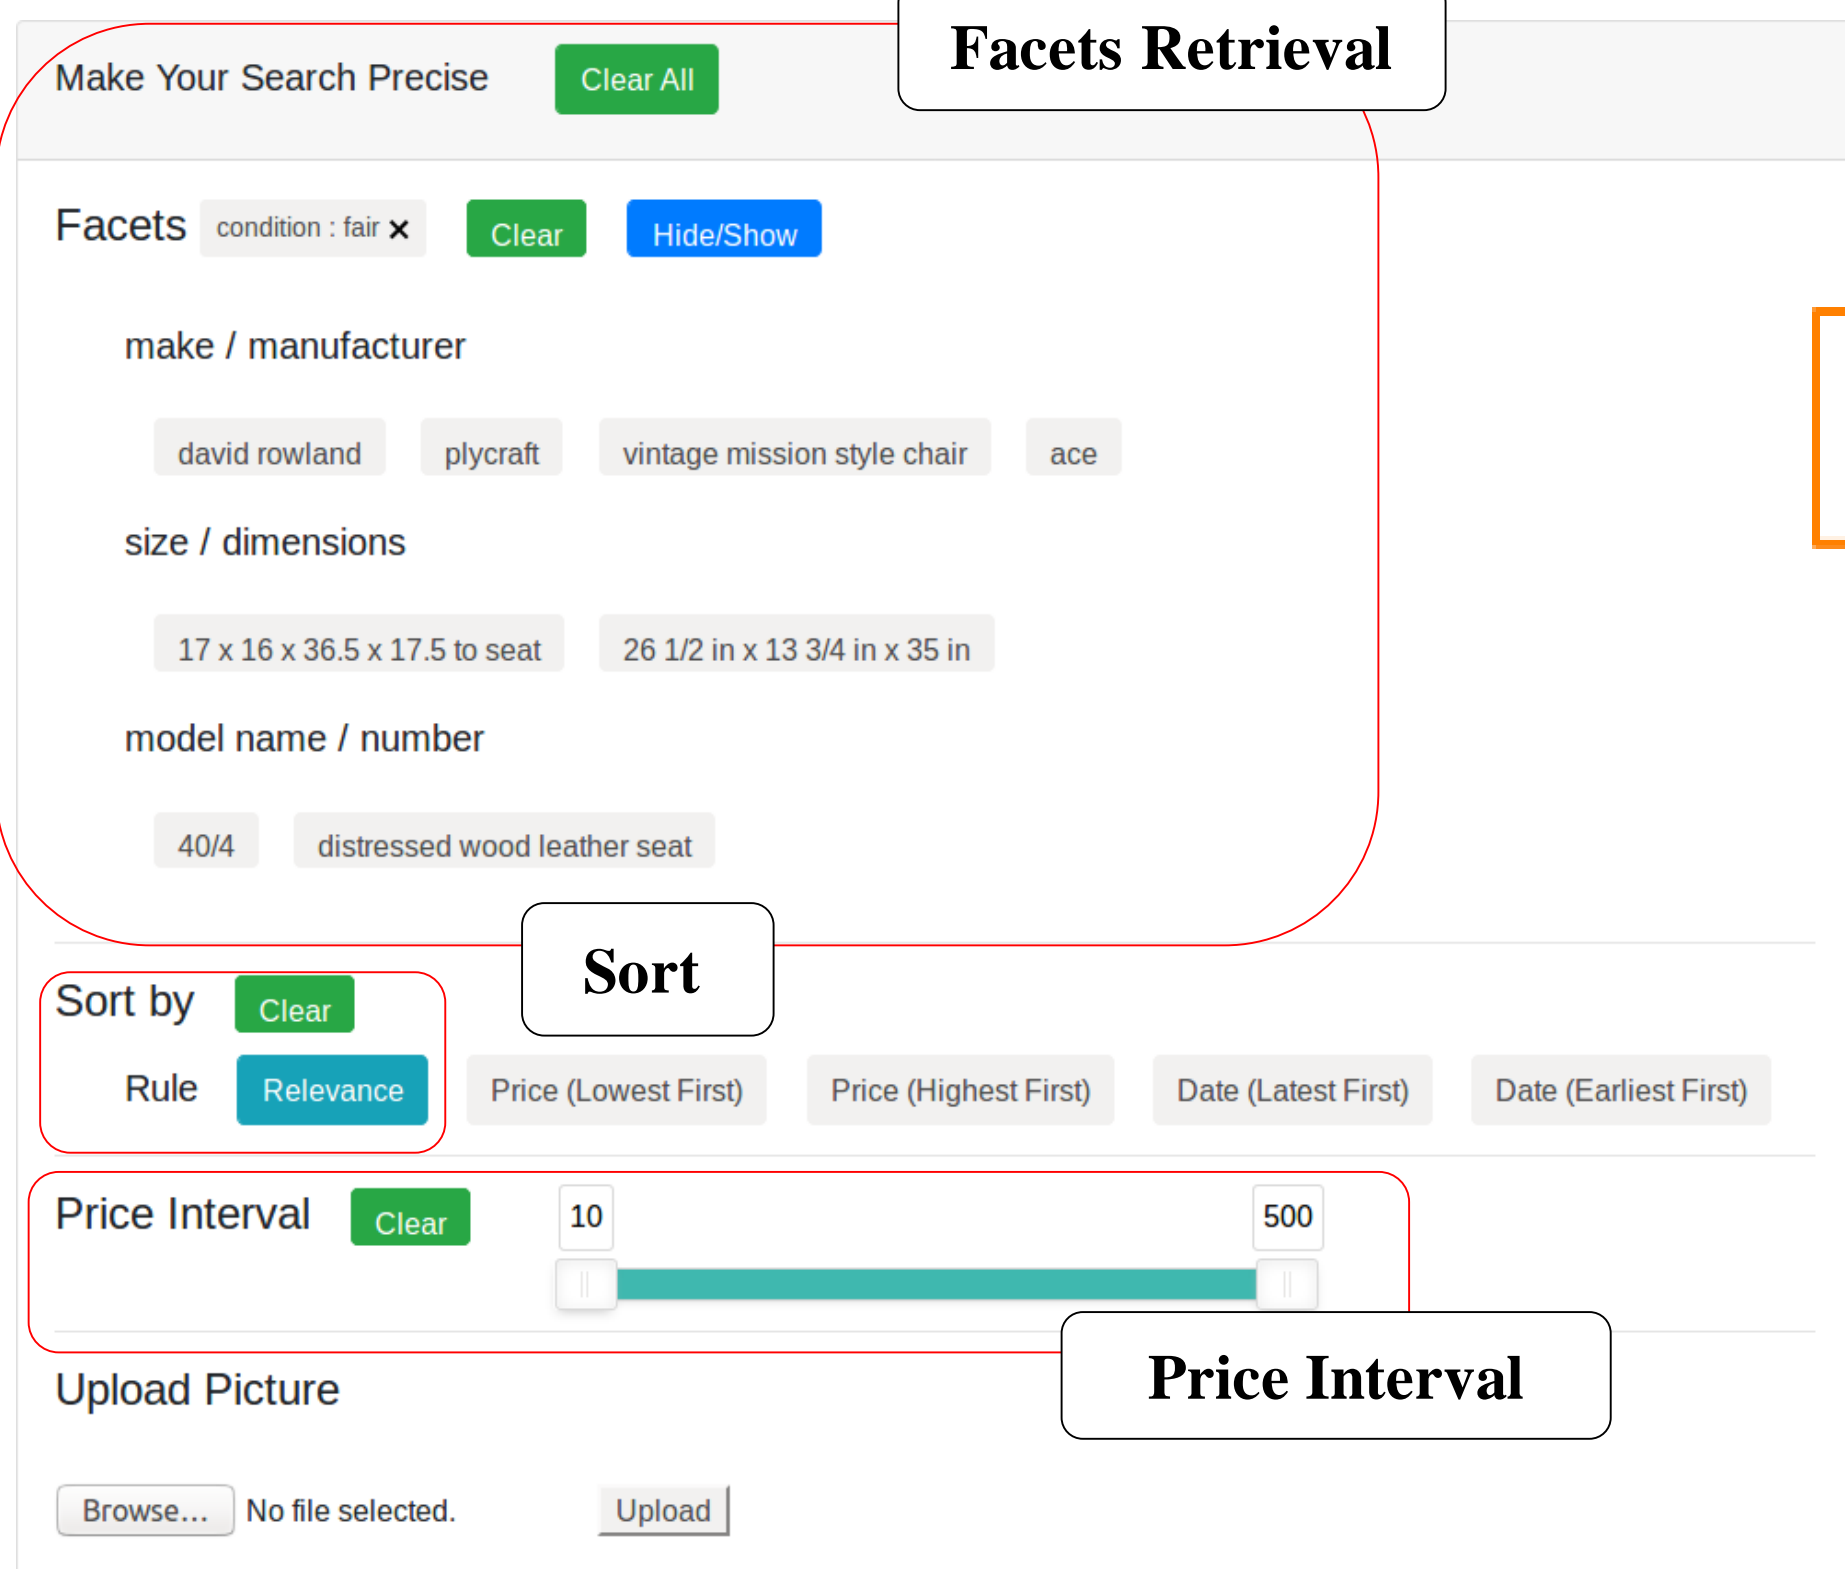 Facets Retrieval
Make Your Search Precise Clear All
Facets condition : fair × Clear Hide/Show
make / manufacturer
david rowland plycraft vintage mission style chair ace
size / dimensions
17 x 16 x 36.5 x 17.5 to seat 26 1/2 in x 13 3/4 in x 35 in
model name / number
40/4 distressed wood leather seat
Sort
Sort by Clear
Rule Relevance Price (Lowest First) Price (Highest First) Date (Latest First) Date (Earliest First)
Price Interval Clear 10 500
Price Interval
Upload Picture
Browse... No file selected. Upload